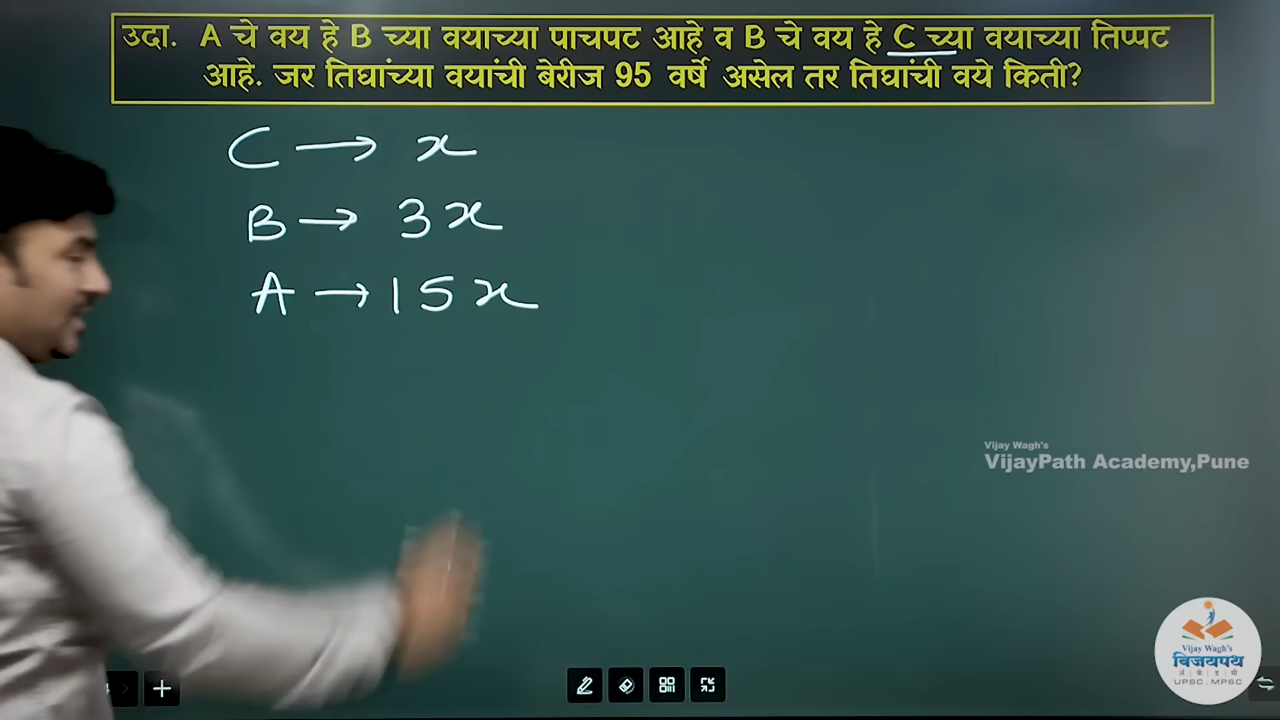 उदा. A चे वय हे B च्या वयाच्या पाचपट आहे व B चे वय हे C च्या वयाच्या तिप्पट
आहे. जर तिघांच्या वयांची बेरीज 95 वर्षे असेल तर तिघांची वये किती?
C → x
B → 3x
A → 15x
Vijay Wagh's
VijayPath Academy,Pune
Vijay Wagh's
विजयपथ
UPSC . MPSC